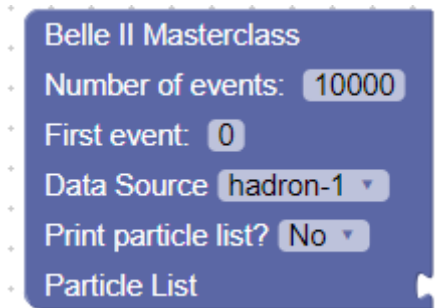 Belle II Masterclass
Number of events: 10000
First event: 0
Data Source hadron-1
Print particle list? No
Particle List